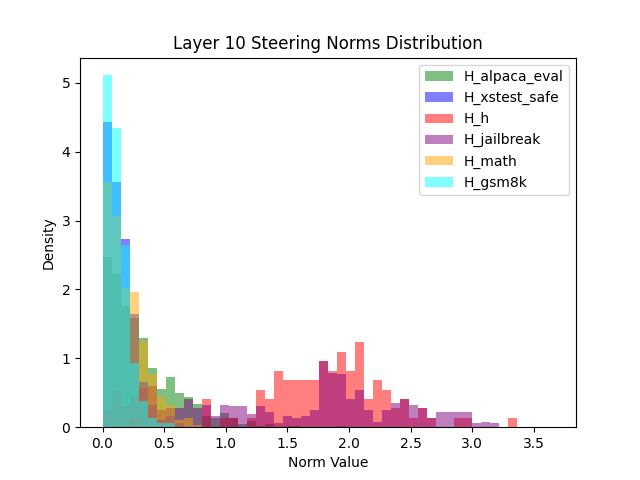 Layer 10 Steering Norms Distribution
H_alpaca_eval
H_xstest_safe
H_h
H_jailbreak
H_math
H_gsm8k
Density
5
4
3
2
1
0
0.0 0.5 1.0 1.5 2.0 2.5 3.0 3.5
Norm Value